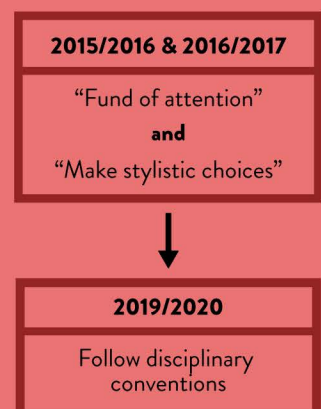 2015/2016 & 2016/2017
“Fund of attention”
and
“Make stylistic choices”
2019/2020
Follow disciplinary
conventions